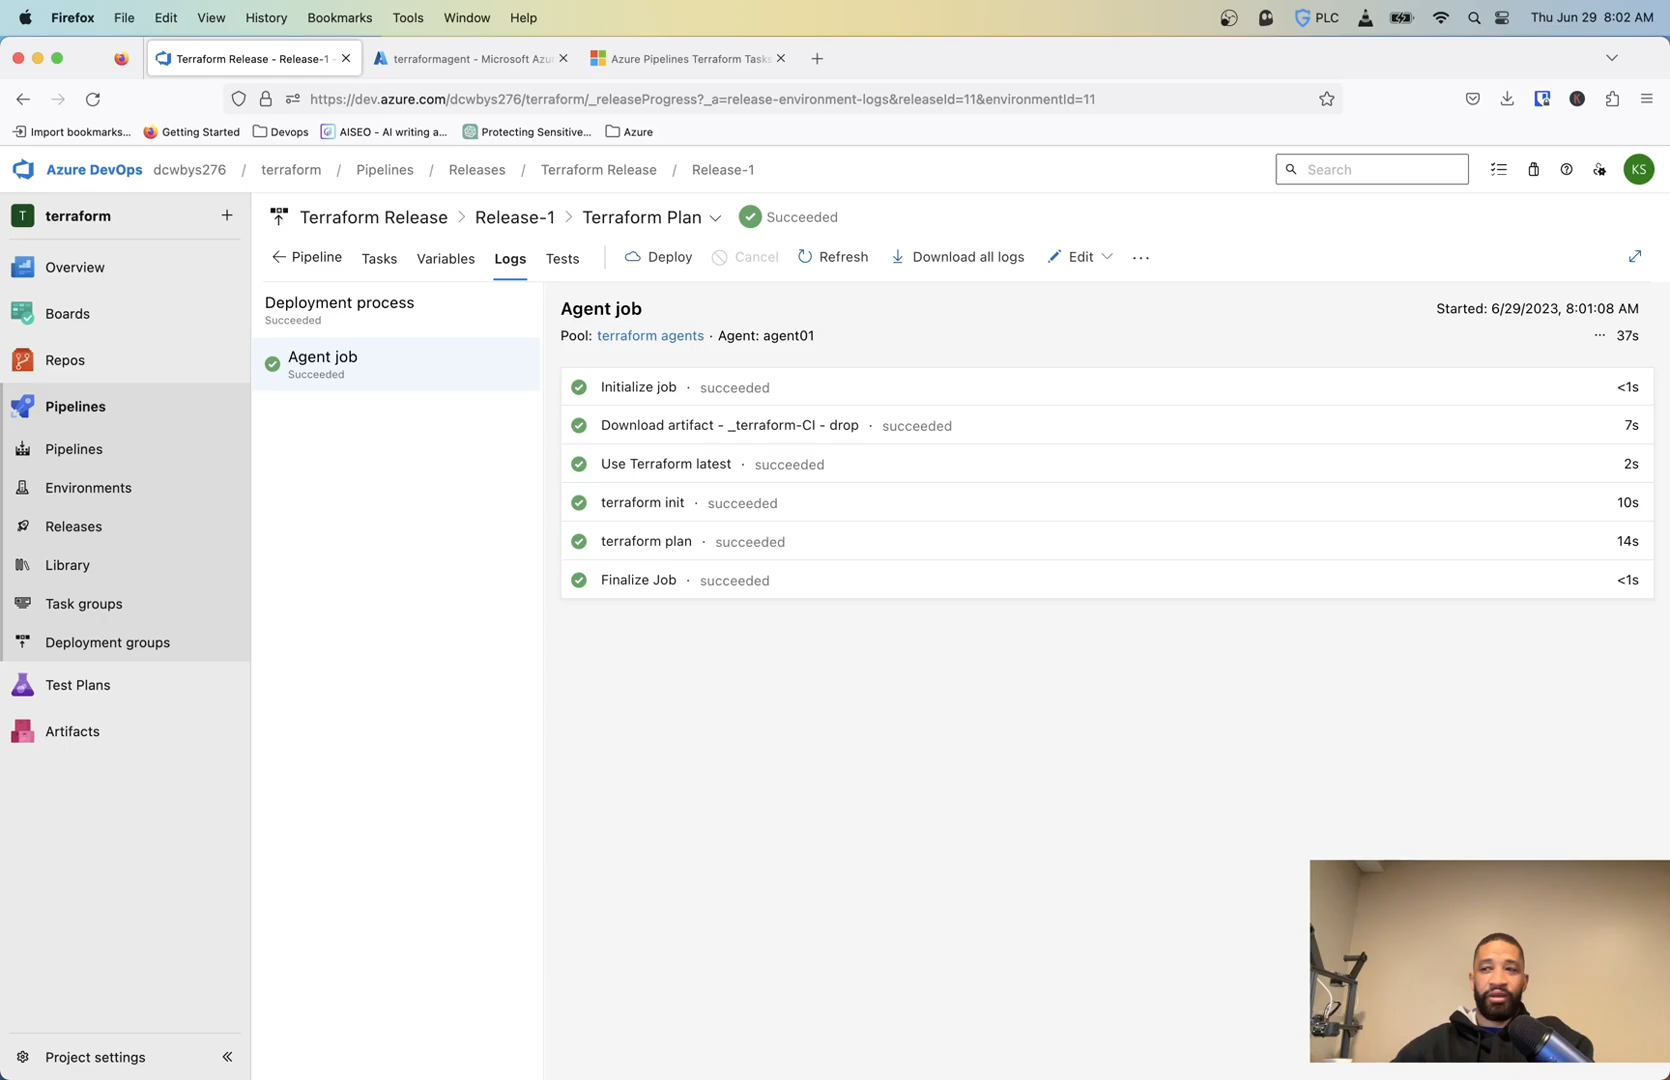 Firefox File Edit View History Bookmarks Tools Window Help PLC Thu Jun 29 8:02 AM
Terraform Release - Release-1 - terraformagent - Microsoft Azur Azure Pipelines Terraform Tasks
https://dev.azure.com/dcwbys276/terraform/_releaseProgress?_a=release-environment-logs&releaseId=11&environmentId=11
Import bookmarks... Getting Started Devops AISEO - AI writing a... Protecting Sensitive... Azure
Azure DevOps dcwbys276 / terraform / Pipelines / Releases / Terraform Release / Release-1 Search KS
T terraform +
Overview
Boards
Repos
Pipelines
Pipelines
Environments
Releases
Library
Task groups
Deployment groups
Test Plans
Artifacts
Project settings
Terraform Release > Release-1 > Terraform Plan Succeeded
Pipeline Tasks Variables Logs Tests Deploy Cancel Refresh Download all logs Edit ...
Deployment process
Succeeded
Agent job
Succeeded
Agent job Started: 6/29/2023, 8:01:08 AM
Pool: terraform agents · Agent: agent01 ... 37s
Initialize job · succeeded <1s
Download artifact - _terraform-CI - drop · succeeded 7s
Use Terraform latest · succeeded 2s
terraform init · succeeded 10s
terraform plan · succeeded 14s
Finalize Job · succeeded <1s